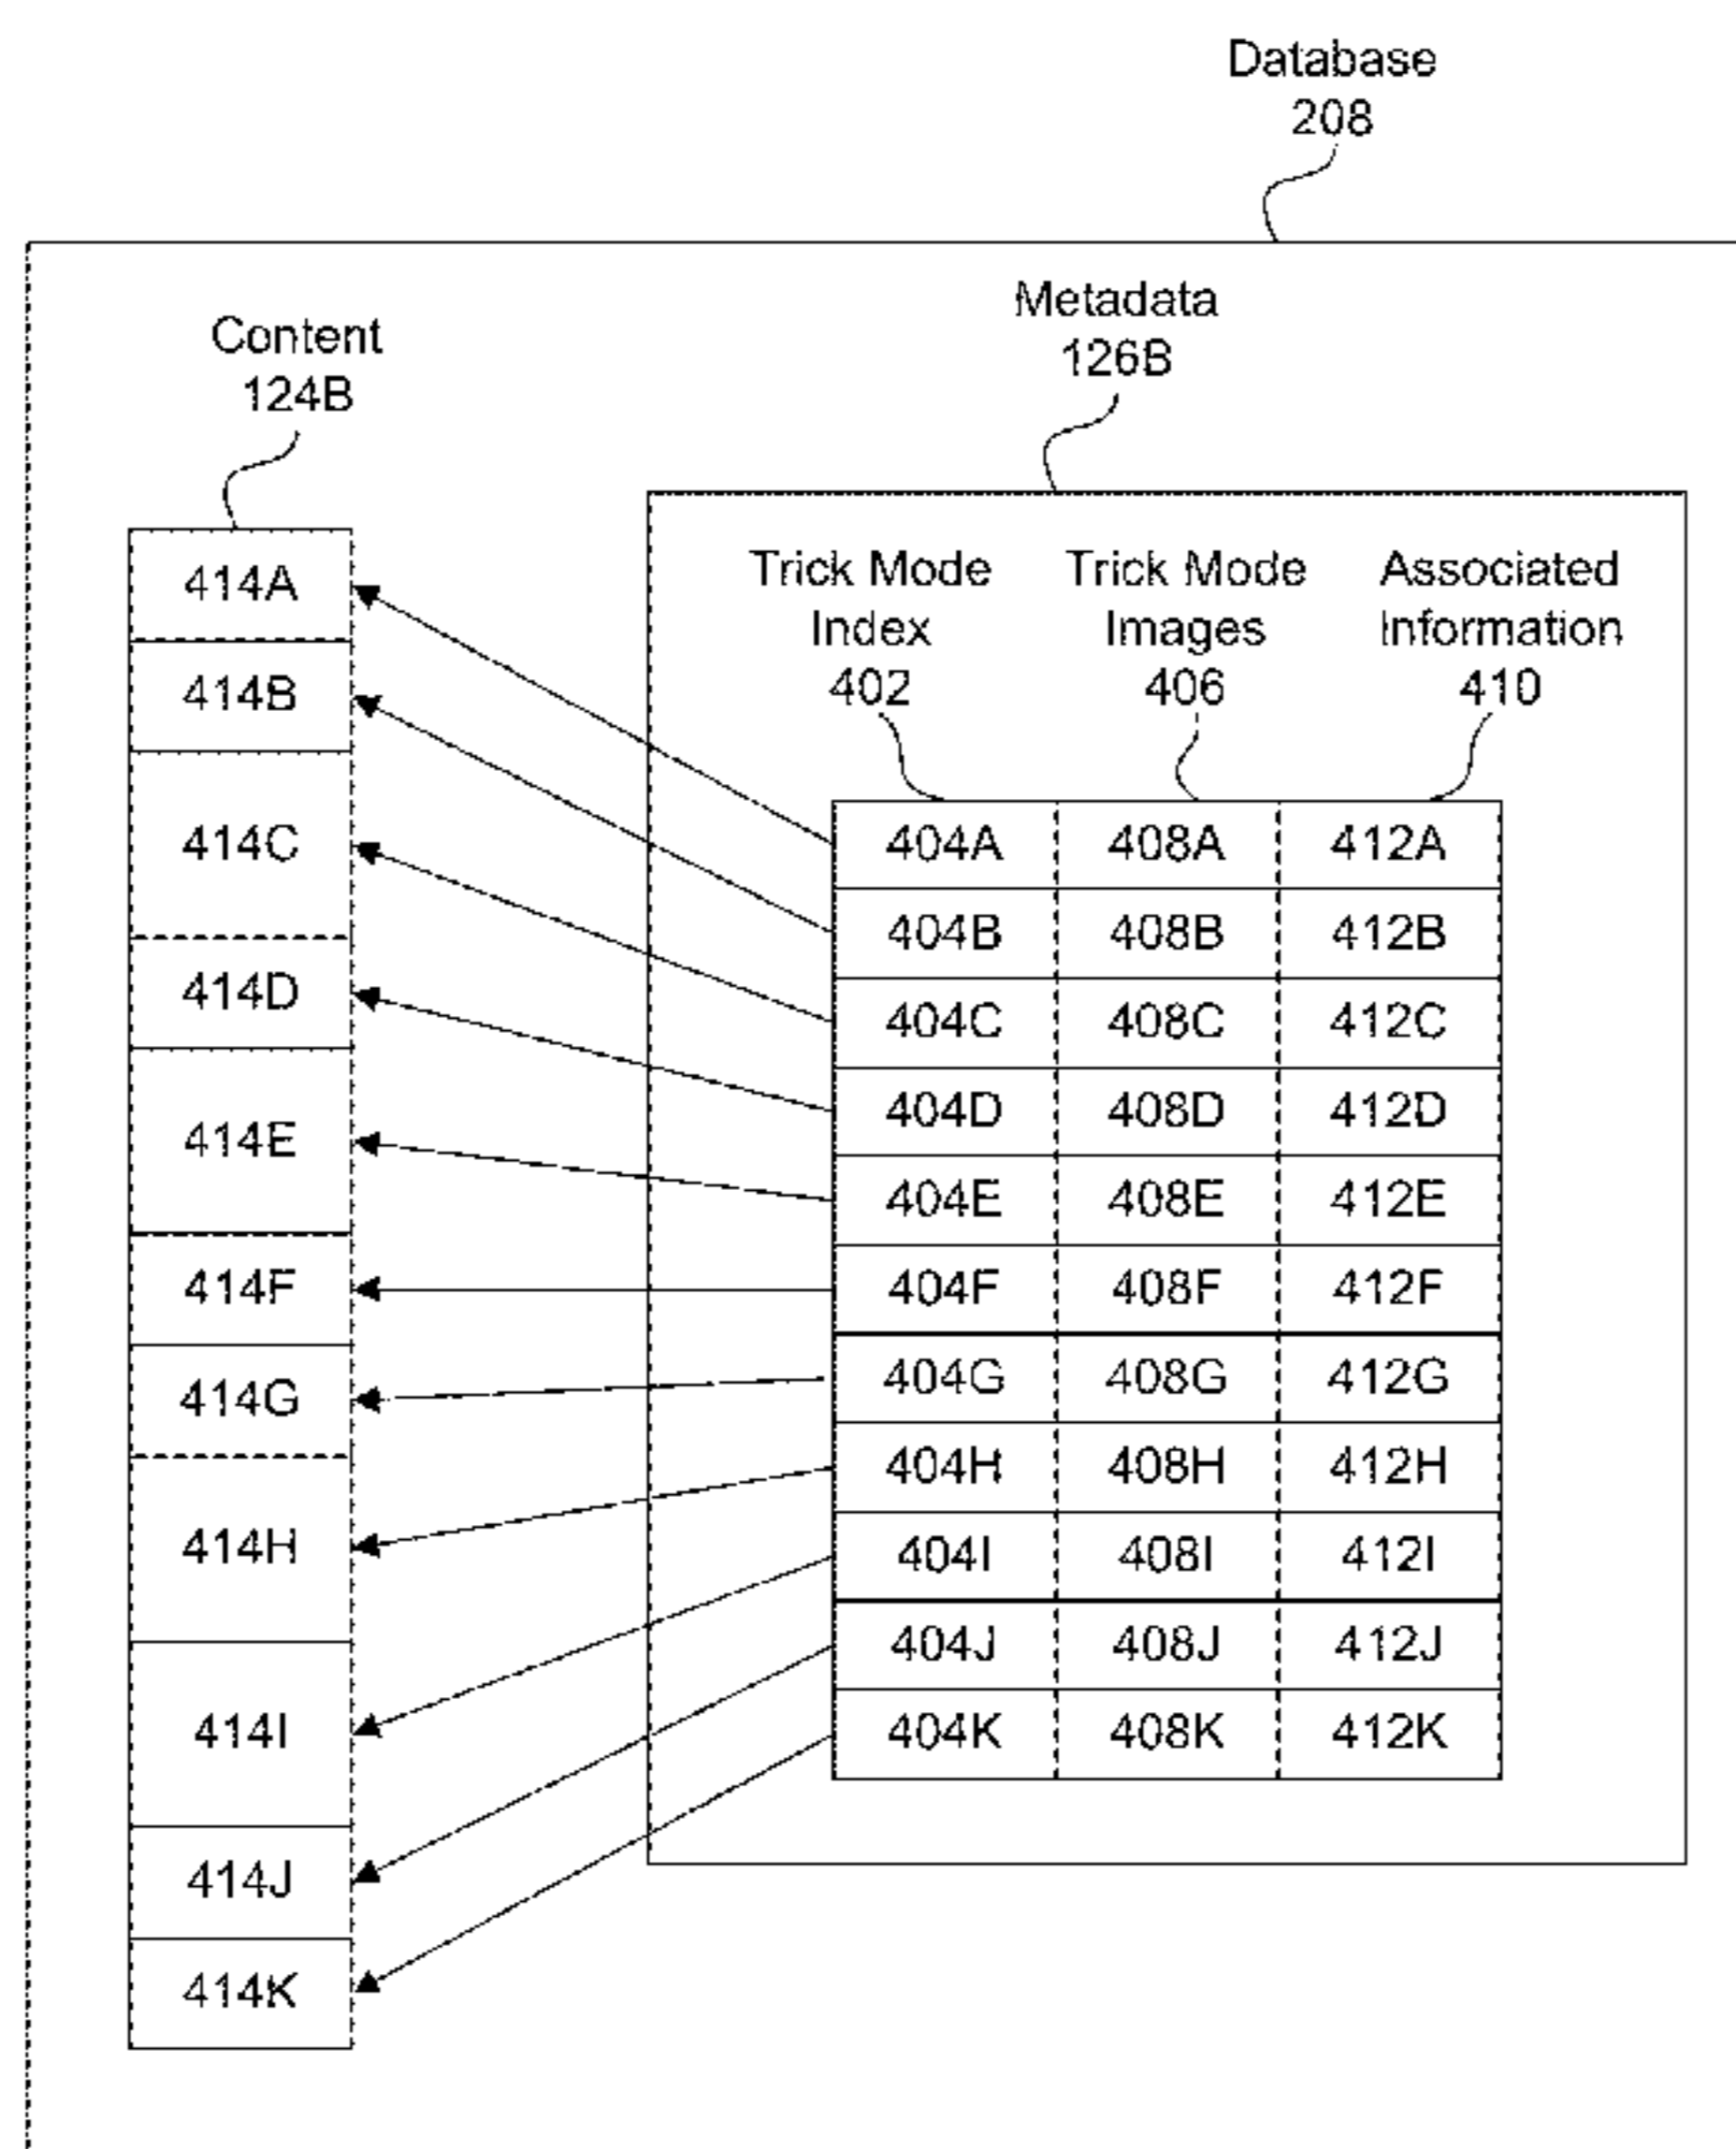 Database
208
Content
124B
Metadata
126B
Trick Mode
Index
402
Trick Mode
Images
406
Associated
Information
410
414A
414B
414C
414D
414E
414F
414G
414H
414I
414J
414K
404A 408A 412A
404B 408B 412B
404C 408C 412C
404D 408D 412D
404E 408E 412E
404F 408F 412F
404G 408G 412G
404H 408H 412H
404I 408I 412I
404J 408J 412J
404K 408K 412K